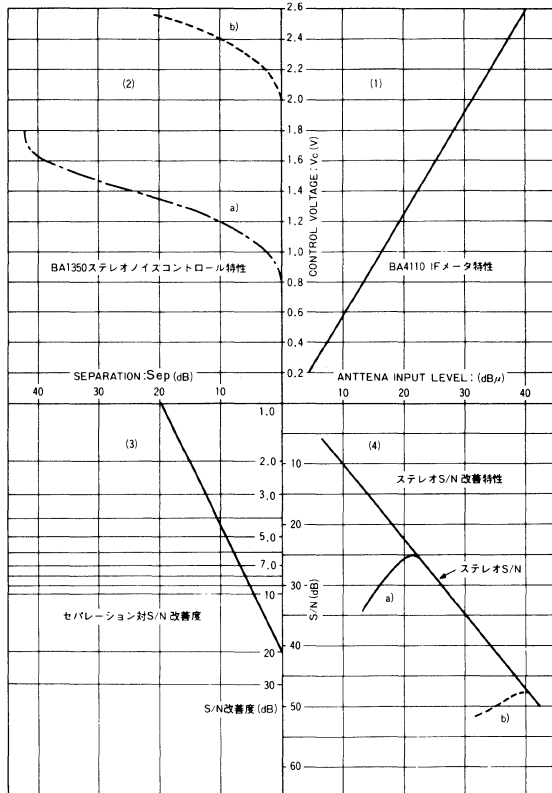 2.6
2.4
2.2
2.0
1.8
1.6
1.4
1.2
1.0
0.8
0.6
0.4
0.2
CONTROL VOLTAGE: Vc (V)
b)
(2)
a)
BA1350ステレオノイズコントロール特性
(1)
BA4110 IFメータ特性
SEPARATION: Sep (dB)
40 30 20 10
ANTTENA INPUT LEVEL: (dBμ)
10 20 30 40
(3)
1.0
2.0
3.0
5.0
7.0
10
20
30
セパレーション対S/N改善度
S/N改善度(dB)
(4)
ステレオS/N改善特性
10
20
30
40
50
60
S/N (dB)
ステレオS/N
a)
b)